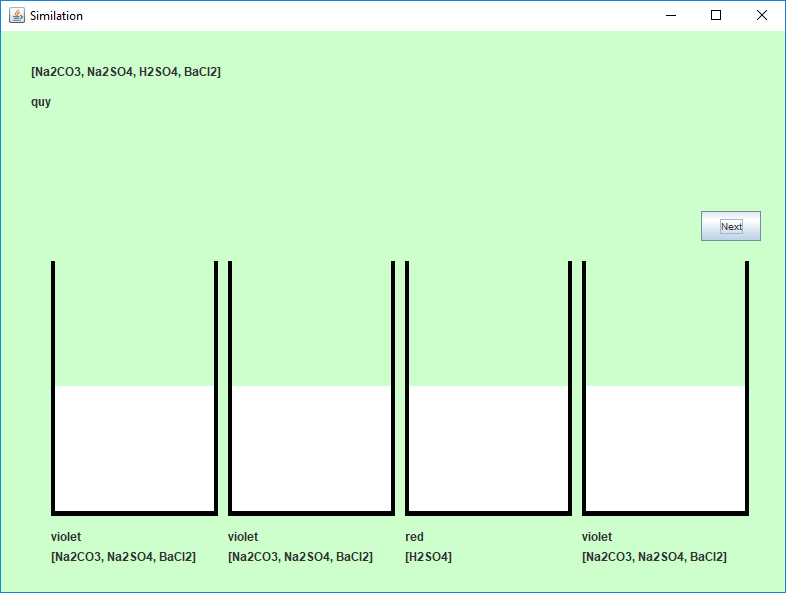 Similation
[Na2CO3, Na2SO4, H2SO4, BaCl2]
quy
Next
violet
[Na2CO3, Na2SO4, BaCl2]
violet
[Na2CO3, Na2SO4, BaCl2]
red
[H2SO4]
violet
[Na2CO3, Na2SO4, BaCl2]